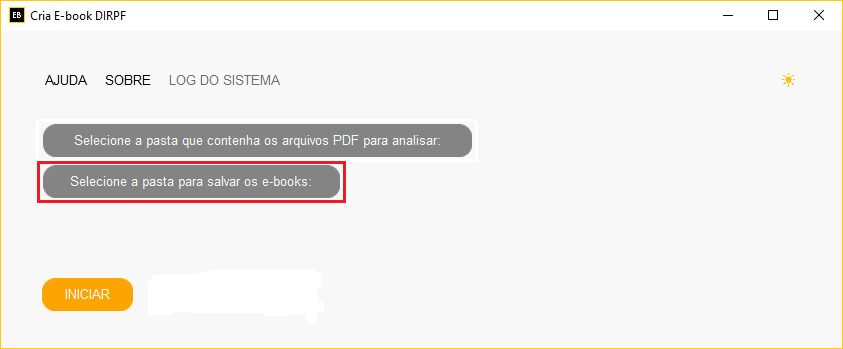 EB Cria E-book DIRPF
AJUDA SOBRE LOG DO SISTEMA
Selecione a pasta que contenha os arquivos PDF para analisar:
Selecione a pasta para salvar os e-books:
INICIAR